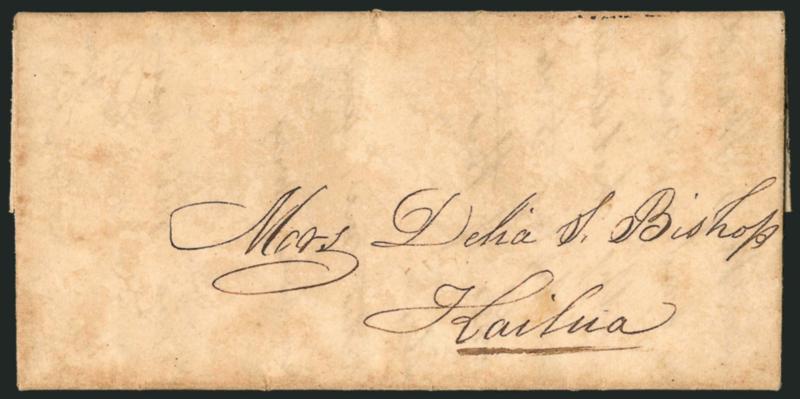 Mrs Delia S. Bishop
Kailua